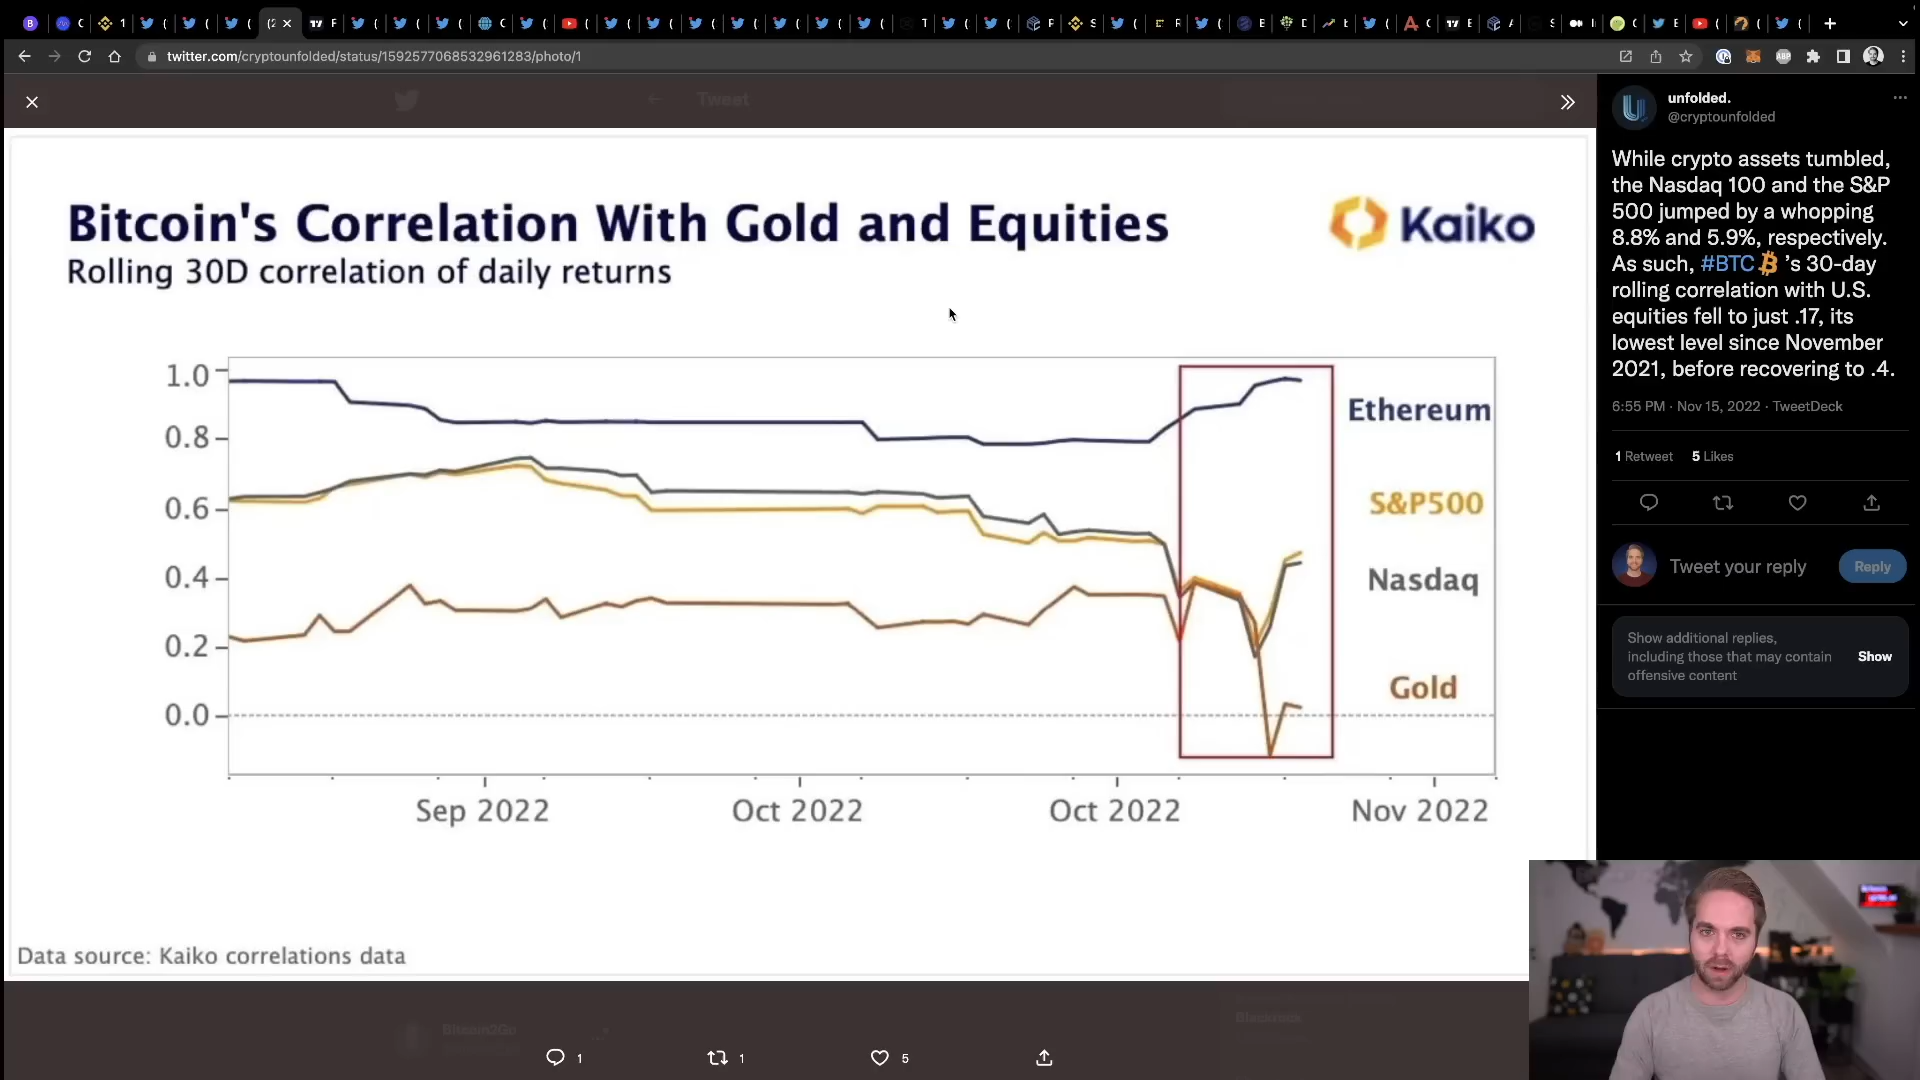 twitter.com/cryptounfolded/status/1592577068532961283/photo/1
Tweet
Bitcoin's Correlation With Gold and Equities
Rolling 30D correlation of daily returns
Kaiko
1.0
0.8
0.6
0.4
0.2
0.0
Ethereum
S&P500
Nasdaq
Gold
Sep 2022
Oct 2022
Oct 2022
Nov 2022
Data source: Kaiko correlations data
Bitcoin2Go
1
1
5
unfolded.
@cryptounfolded
While crypto assets tumbled,
the Nasdaq 100 and the S&P
500 jumped by a whopping
8.8% and 5.9%, respectively.
As such, #BTC 's 30-day
rolling correlation with U.S.
equities fell to just .17, its
lowest level since November
2021, before recovering to .4.
6:55 PM · Nov 15, 2022 · TweetDeck
1 Retweet 5 Likes
Tweet your reply
Reply
Show additional replies,
including those that may contain
offensive content
Show